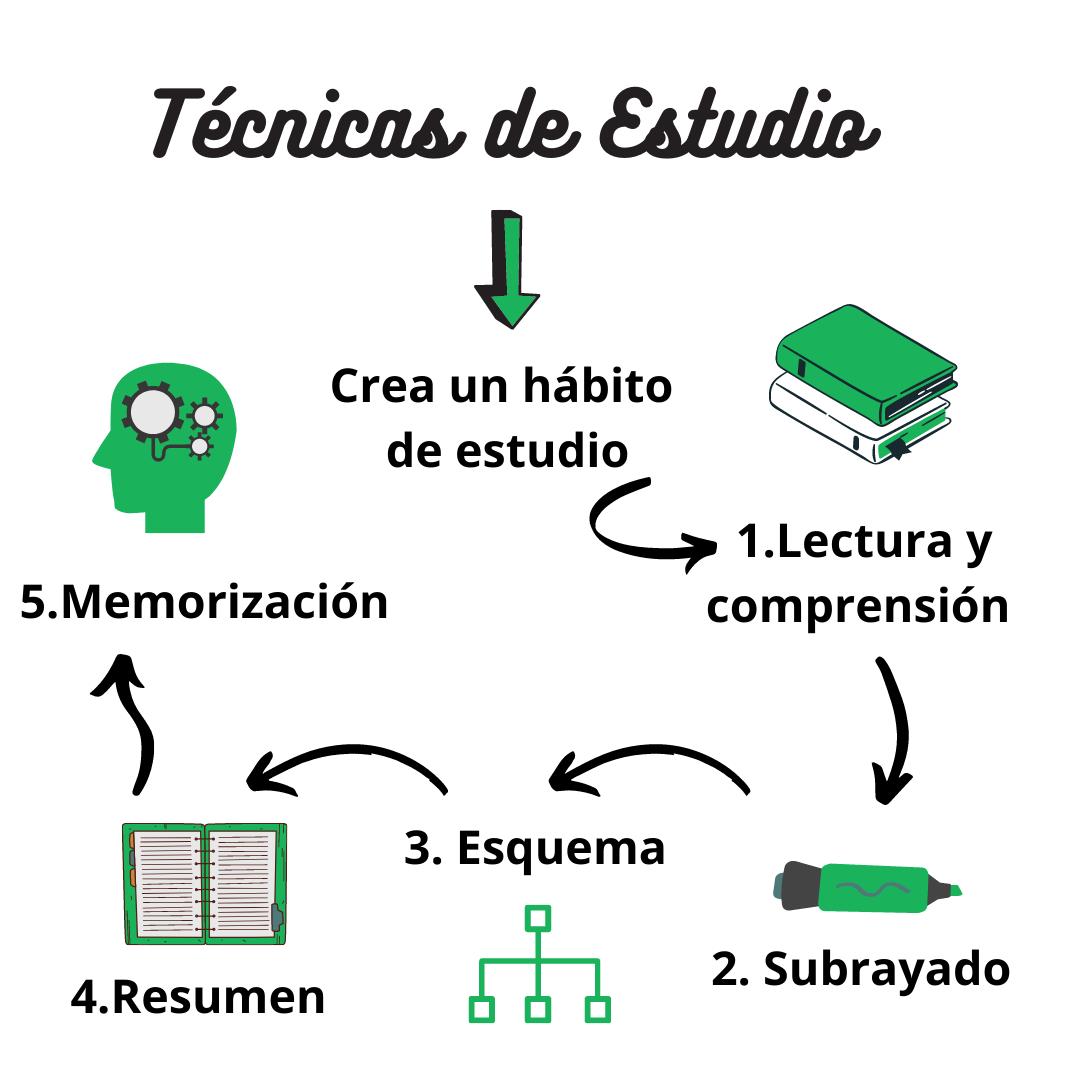 Técnicas de Estudio
Crea un hábito
de estudio
1.Lectura y
comprensión
2. Subrayado
3. Esquema
4.Resumen
5.Memorización